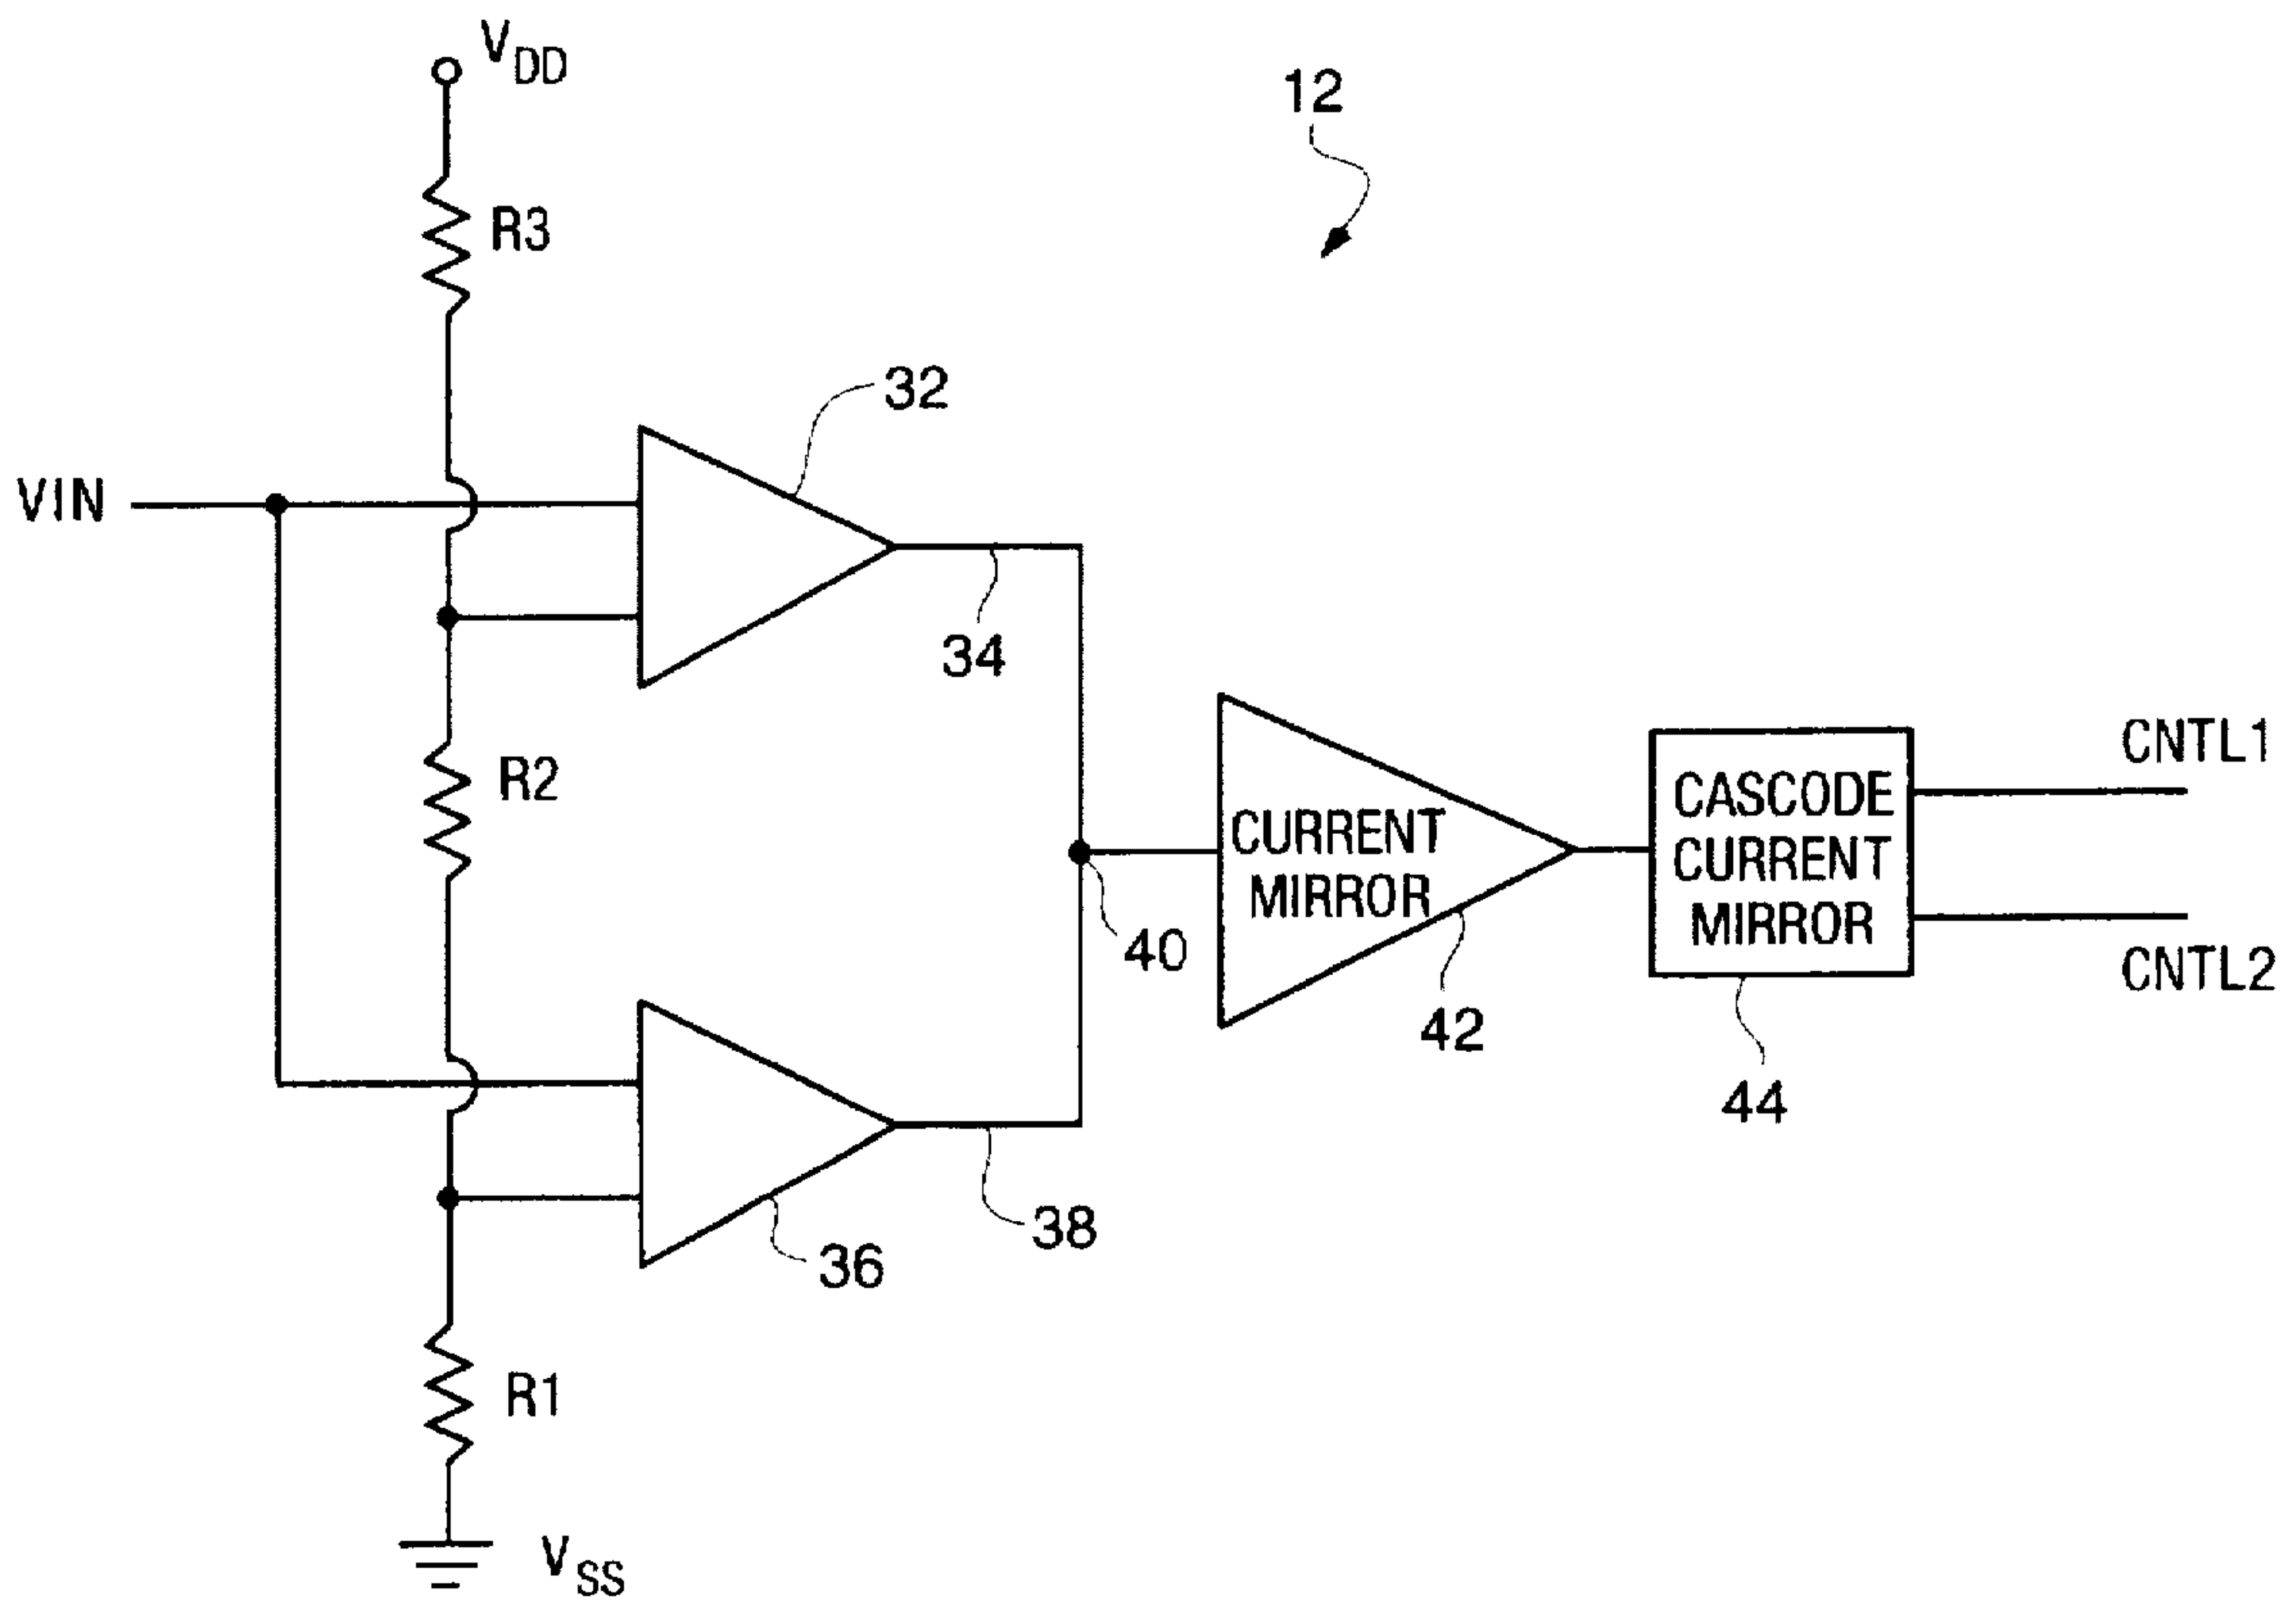 VDD
12
R3
32
VIN
34
R2
CURRENT
MIRROR
40
42
CASCODE
CURRENT
MIRROR
44
CNTL1
CNTL2
36
38
R1
VSS